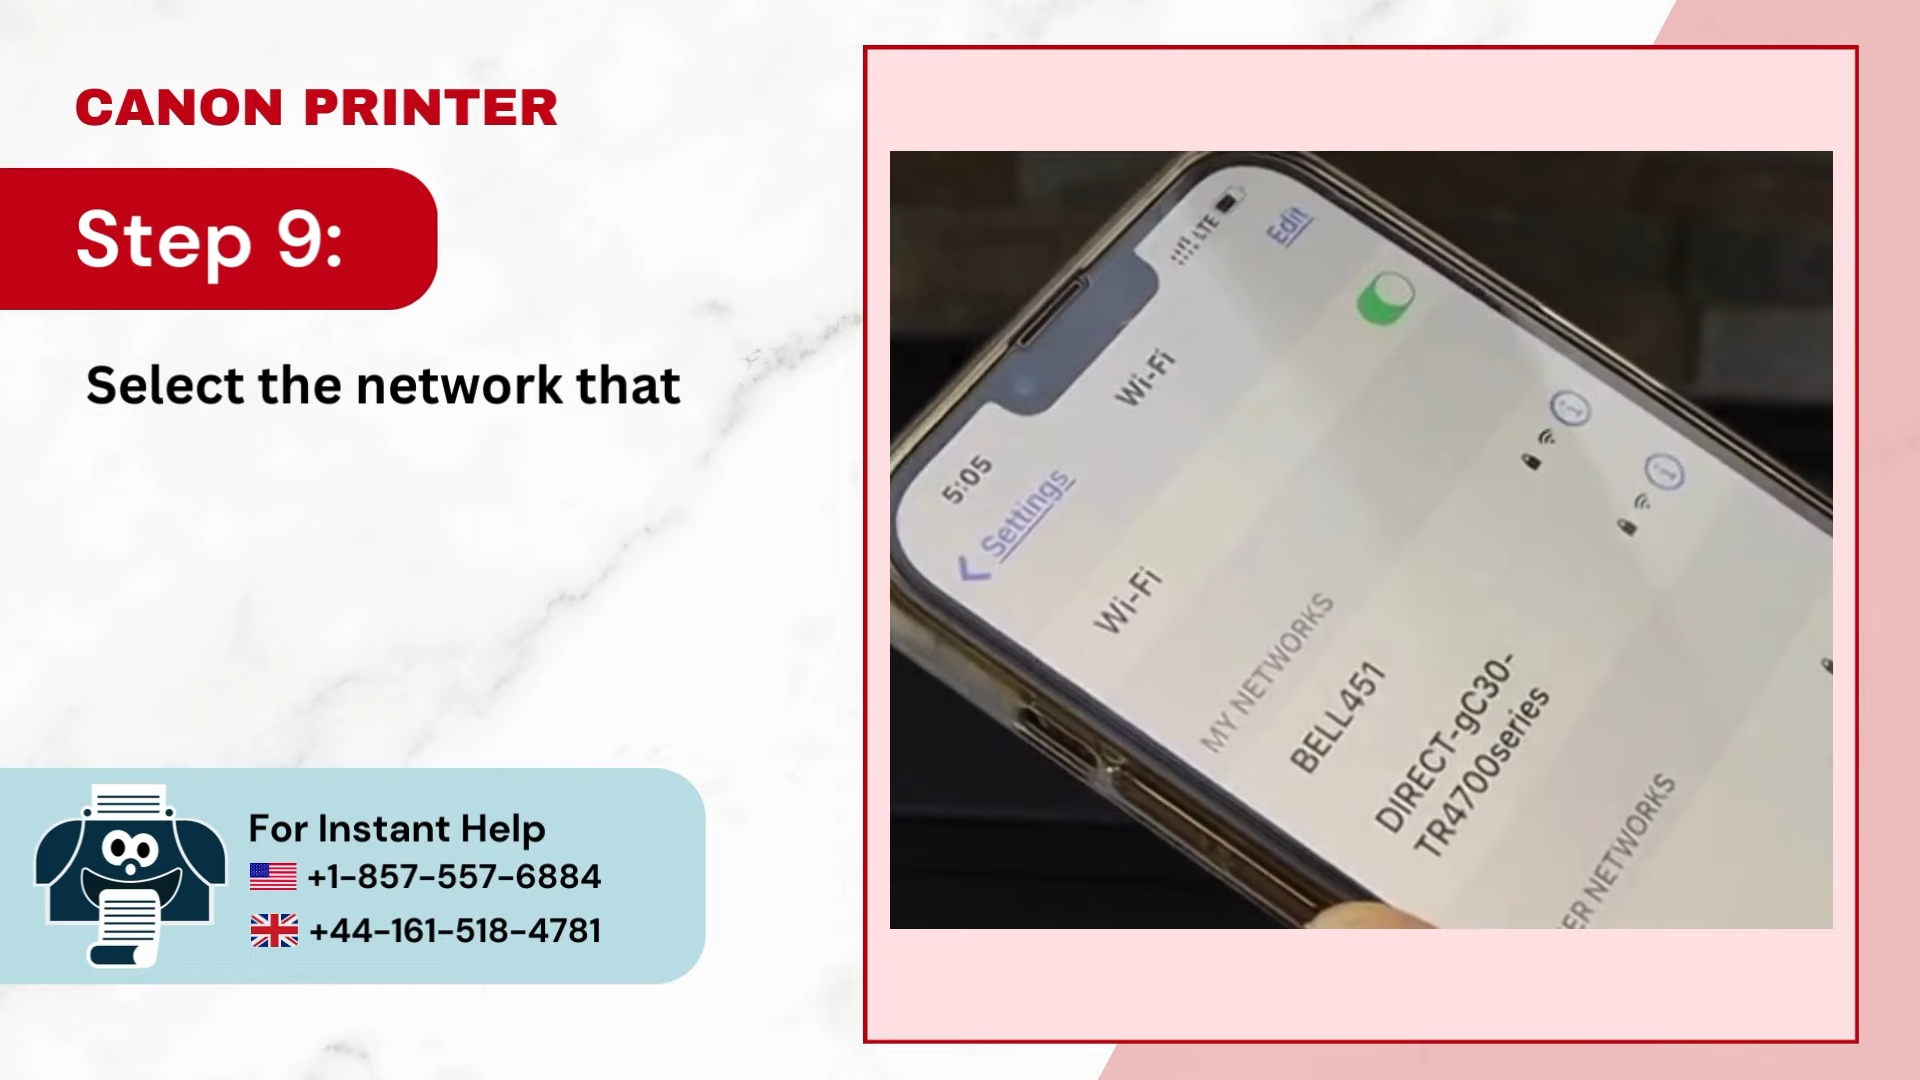 CANON PRINTER
Step 9:
Select the network that
For Instant Help
+1-857-557-6884
+44-161-518-4781
5:05
LTE
Settings
Wi-Fi
Edit
Wi-Fi
MY NETWORKS
BELL451
DIRECT-gC30-
TR4700series
ER NETWORKS